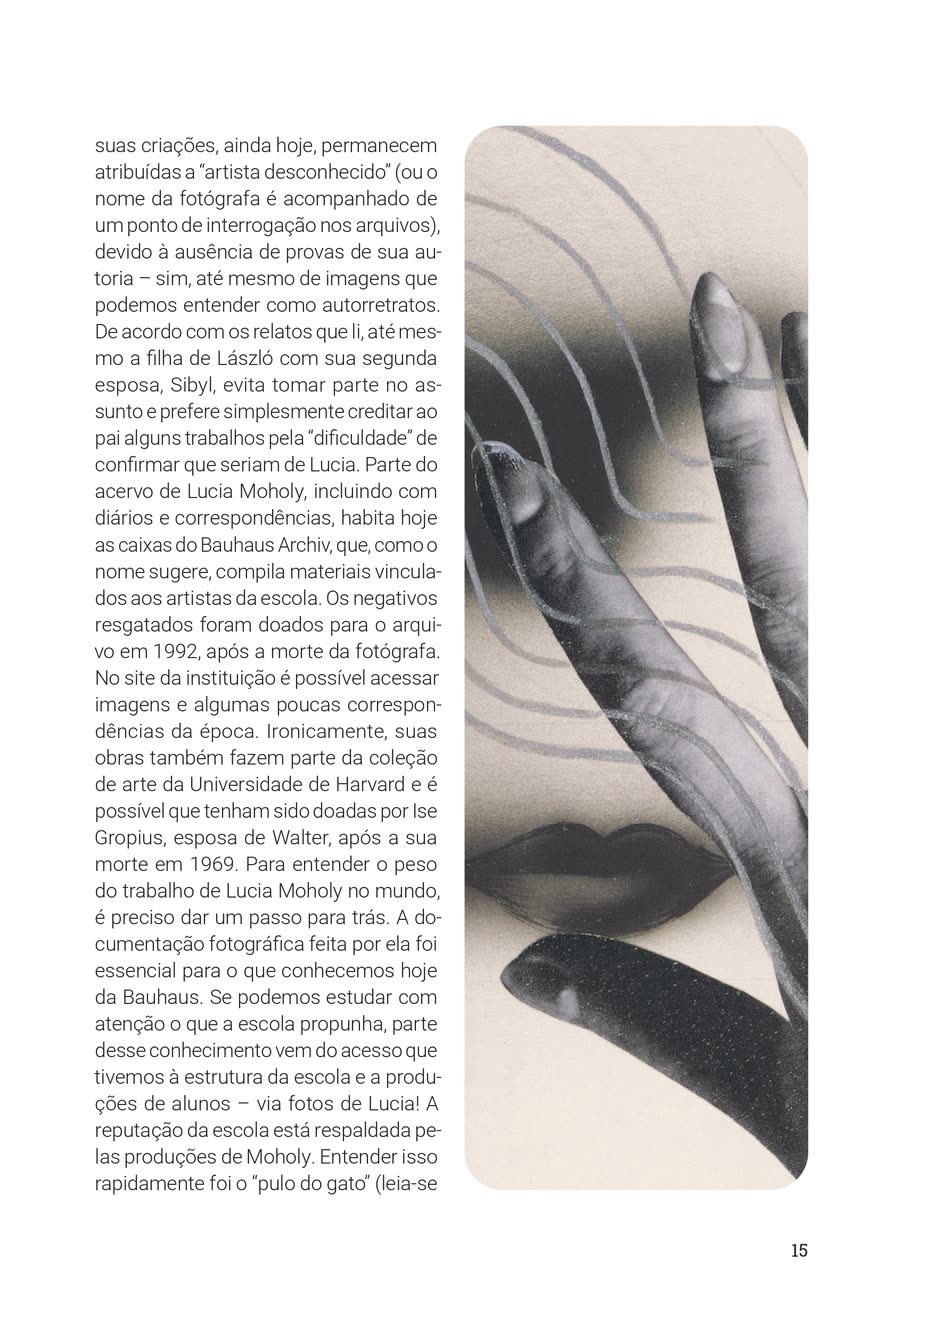 suas criações, ainda hoje, permanecem
atribuídas a “artista desconhecido” (ou o
nome da fotógrafa é acompanhado de
um ponto de interrogação nos arquivos),
devido à ausência de provas de sua au-
toria – sim, até mesmo de imagens que
podemos entender como autorretratos.
De acordo com os relatos que li, até mes-
mo a filha de László com sua segunda
esposa, Sibyl, evita tomar parte no as-
sunto e prefere simplesmente creditar ao
pai alguns trabalhos pela “dificuldade” de
confirmar que seriam de Lucia. Parte do
acervo de Lucia Moholy, incluindo com
diários e correspondências, habita hoje
as caixas do Bauhaus Archiv, que, como o
nome sugere, compila materiais vincula-
dos aos artistas da escola. Os negativos
resgatados foram doados para o arqui-
vo em 1992, após a morte da fotógrafa.
No site da instituição é possível acessar
imagens e algumas poucas correspon-
dências da época. Ironicamente, suas
obras também fazem parte da coleção
de arte da Universidade de Harvard e é
possível que tenham sido doadas por Ise
Gropius, esposa de Walter, após a sua
morte em 1969. Para entender o peso
do trabalho de Lucia Moholy no mundo,
é preciso dar um passo para trás. A do-
cumentação fotográfica feita por ela foi
essencial para o que conhecemos hoje
da Bauhaus. Se podemos estudar com
atenção o que a escola propunha, parte
desse conhecimento vem do acesso que
tivemos à estrutura da escola e a produ-
ções de alunos – via fotos de Lucia! A
reputação da escola está respaldada pe-
las produções de Moholy. Entender isso
rapidamente foi o “pulo do gato” (leia-se
15